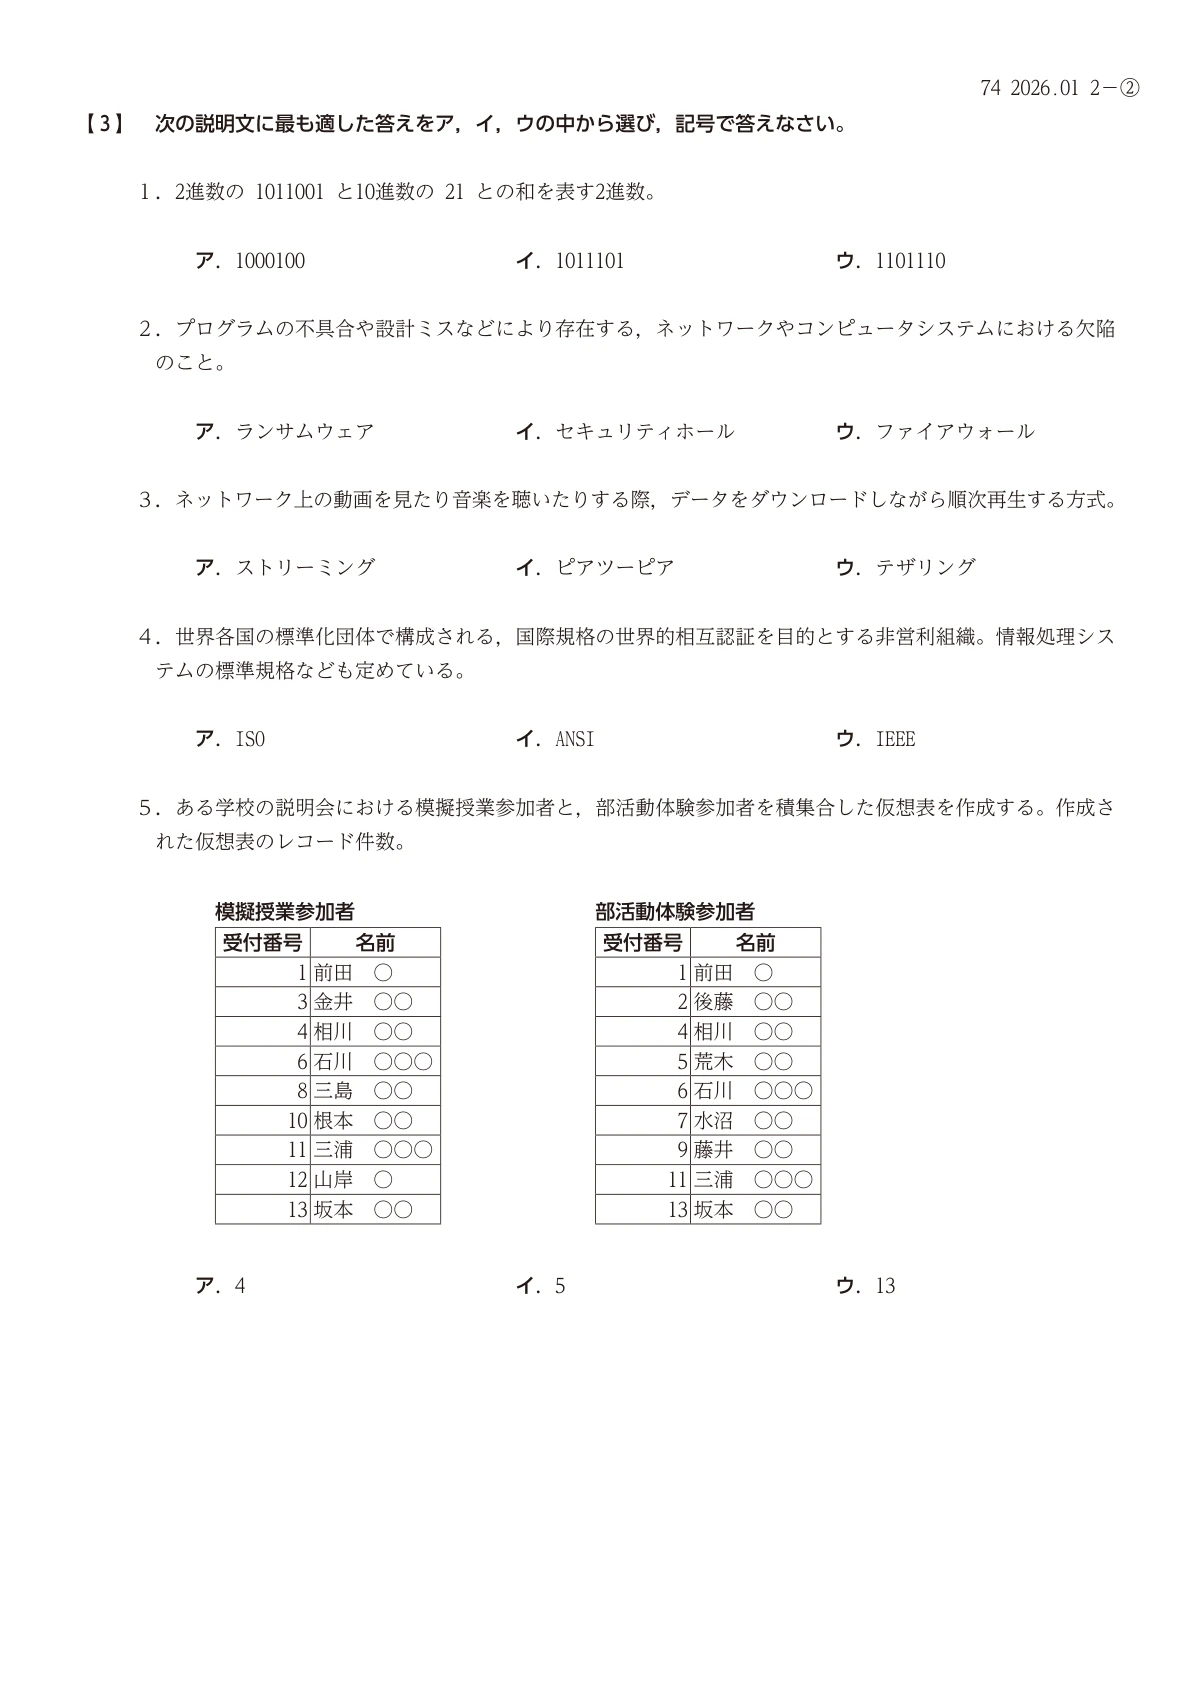 74 2026.01 2－②
【３】　次の説明文に最も適した答えをア，イ，ウの中から選び，記号で答えなさい。
１．2進数の 1011001 と10進数の 21 との和を表す2進数。
ア．1000100　イ．1011101　ウ．1101110
２．プログラムの不具合や設計ミスなどにより存在する，ネットワークやコンピュータシステムにおける欠陥
のこと。
ア．ランサムウェア　イ．セキュリティホール　ウ．ファイアウォール
３．ネットワーク上の動画を見たり音楽を聴いたりする際，データをダウンロードしながら順次再生する方式。
ア．ストリーミング　イ．ピアツーピア　ウ．テザリング
４．世界各国の標準化団体で構成される，国際規格の世界的相互認証を目的とする非営利組織。情報処理シス
テムの標準規格なども定めている。
ア．ISO　イ．ANSI　ウ．IEEE
５．ある学校の説明会における模擬授業参加者と，部活動体験参加者を積集合した仮想表を作成する。作成さ
れた仮想表のレコード件数。
模擬授業参加者
受付番号　名前
1　前田　○
3　金井　○○
4　相川　○○
6　石川　○○○
8　三島　○○
10　根本　○○
11　三浦　○○○
12　山岸　○
13　坂本　○○
部活動体験参加者
受付番号　名前
1　前田　○
2　後藤　○○
4　相川　○○
5　荒木　○○
6　石川　○○○
7　水沼　○○
9　藤井　○○
11　三浦　○○○
13　坂本　○○
ア．4　イ．5　ウ．13